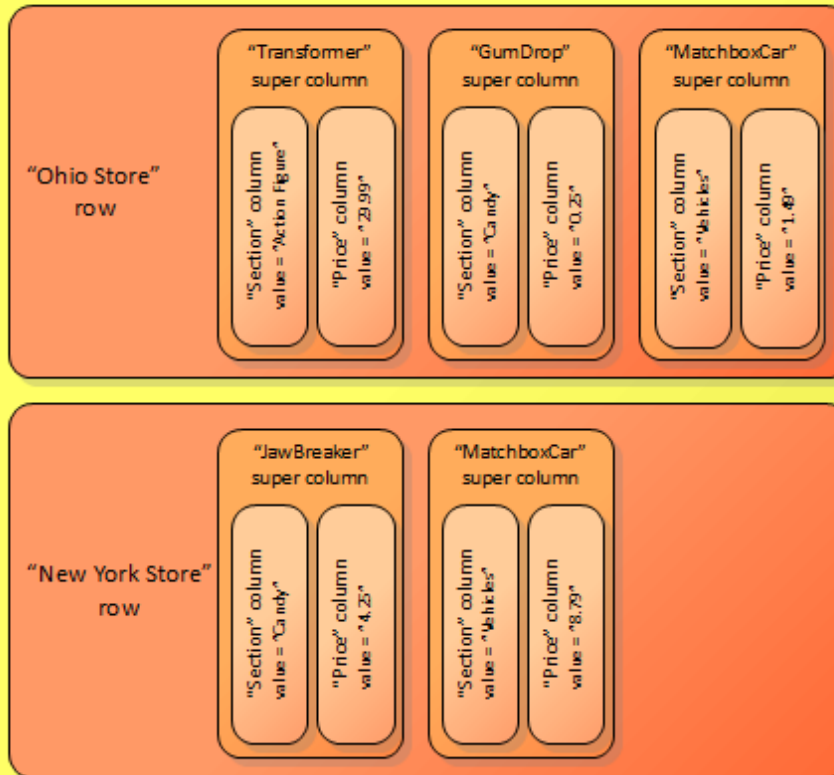 “Transformer”
super column
“GumDrop”
super column
“MatchboxCar”
super column
“Ohio Store”
row
“Section” column
value = “Action Figure”
“Price” column
value = “29.99”
“Section” column
value = “Candy”
“Price” column
value = “0.25”
“Section” column
value = “Vehicles”
“Price” column
value = “1.49”
“JawBreaker”
super column
“MatchboxCar”
super column
“New York Store”
row
“Section” column
value = “Candy”
“Price” column
value = “4.25”
“Section” column
value = “Vehicles”
“Price” column
value = “8.79”